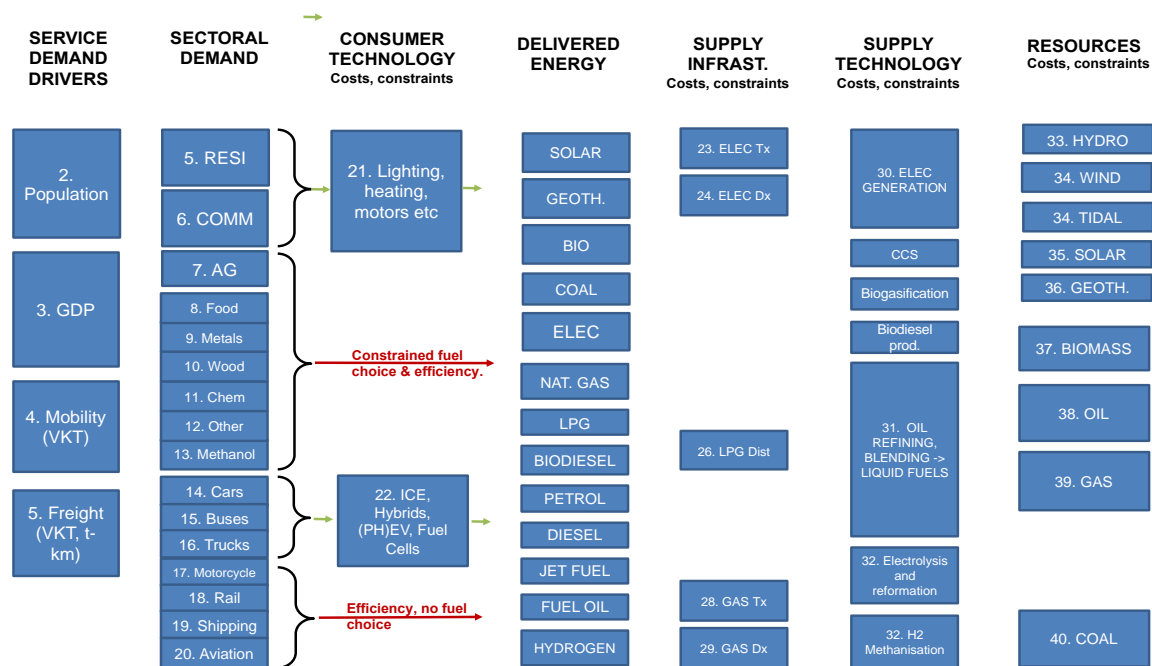 SERVICE
DEMAND
DRIVERS
SECTORAL
DEMAND
CONSUMER
TECHNOLOGY
Costs, constraints
DELIVERED
ENERGY
SUPPLY
INFRAST.
Costs, constraints
SUPPLY
TECHNOLOGY
Costs, constraints
RESOURCES
Costs, constraints
2.
Population
3. GDP
4. Mobility
(VKT)
5. Freight
(VKT, t-
km)
5. RESI
6. COMM
7. AG
8. Food
9. Metals
10. Wood
11. Chem
12. Other
13. Methanol
14. Cars
15. Buses
16. Trucks
17. Motorcycle
18. Rail
19. Shipping
20. Aviation
21. Lighting,
heating,
motors etc
Constrained fuel
choice & efficiency.
22. ICE,
Hybrids,
(PH)EV, Fuel
Cells
Efficiency, no fuel
choice
SOLAR
GEOTH.
BIO
COAL
ELEC
NAT. GAS
LPG
BIODIESEL
PETROL
DIESEL
JET FUEL
FUEL OIL
HYDROGEN
23. ELEC Tx
24. ELEC Dx
26. LPG Dist
28. GAS Tx
29. GAS Dx
30. ELEC
GENERATION
CCS
Biogasification
Biodiesel
prod.
31. OIL
REFINING,
BLENDING ->
LIQUID FUELS
32. Electrolysis
and
reformation
32. H2
Methanisation
33. HYDRO
34. WIND
34. TIDAL
35. SOLAR
36. GEOTH.
37. BIOMASS
38. OIL
39. GAS
40. COAL